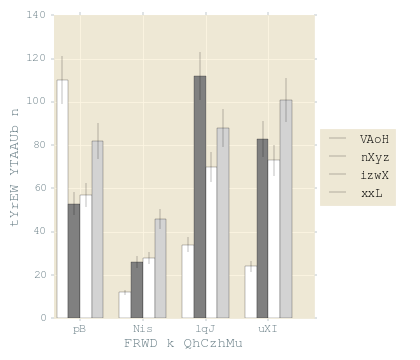 140
120
100
80
60
40
20
0
tYrEW YTAAUb n
pB Nis 1qJ uXI
FRWD k QhCzhMu
VAoH
nXyz
izwX
xxL